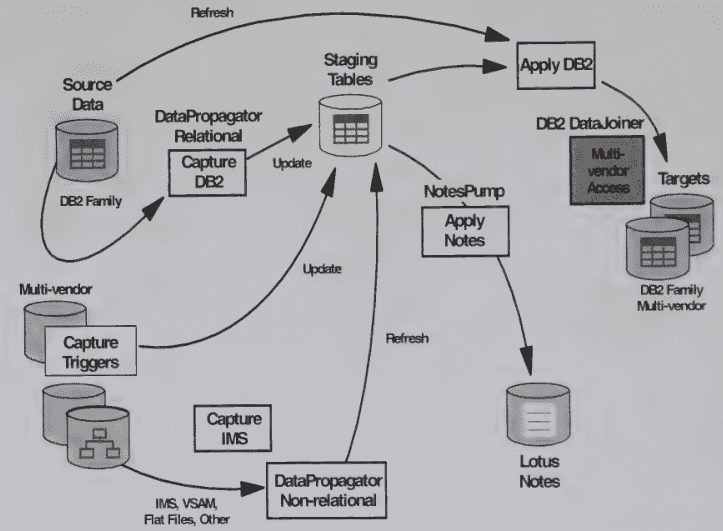 Refresh
Source
Data
DB2 Family
DataPropagator
Relational
Capture
DB2
Update
Staging
Tables
Apply DB2
DB2 DataJoiner
Multi-
vendor
Access
Targets
DB2 Family
Multi-vendor
NotesPump
Apply
Notes
Multi-vendor
Capture
Triggers
Update
Refresh
Capture
IMS
DataPropagator
Non-relational
IMS, VSAM,
Flat Files, Other
Lotus
Notes